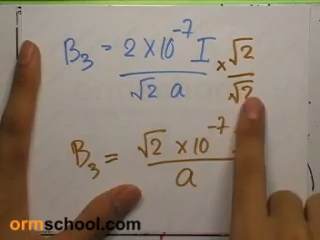 B₃ = 2 × 10⁻⁷ I / √2 a × √2 / √2
B₃ = √2 × 10⁻⁷ / a
ormschool.com